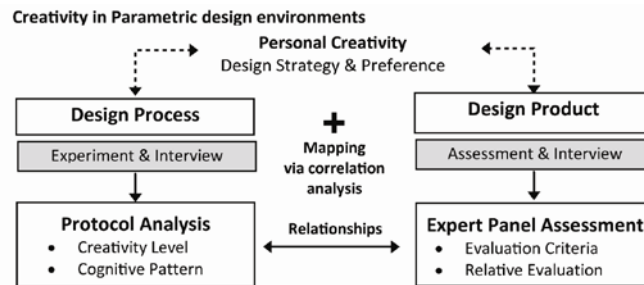 Creativity in Parametric design environments
Personal Creativity
Design Strategy & Preference
Design Process
Experiment & Interview
Protocol Analysis
• Creativity Level
• Cognitive Pattern
+
Mapping
via correlation
analysis
Relationships
Design Product
Assessment & Interview
Expert Panel Assessment
• Evaluation Criteria
• Relative Evaluation